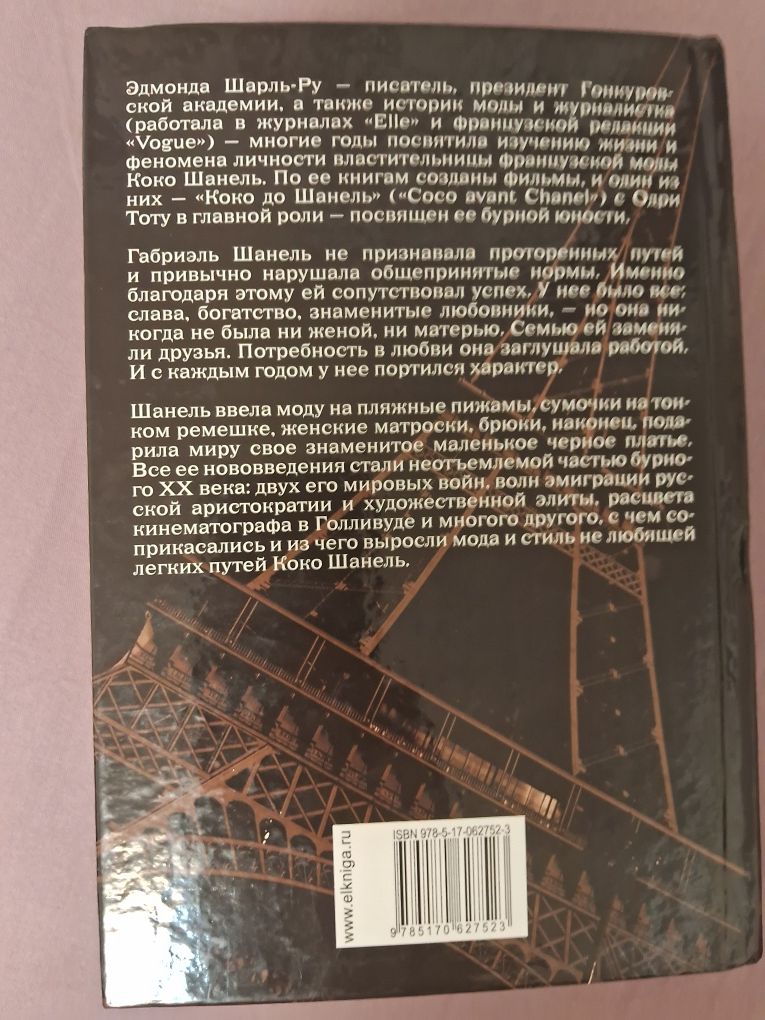 Эдмонда Шарль-Ру — писатель, президент Гонкуров-
ской академии, а также историк моды и журналистка
(работала в журналах «Elle» и французской редакции
«Vogue») — многие годы посвятила изучению жизни и
феномена личности властительницы французской моды
Коко Шанель. По ее книгам созданы фильмы, и один из
них — «Коко до Шанель» («Coco avant Chanel») с Одри
Тоту в главной роли — посвящен ее бурной юности.
Габриэль Шанель не признавала проторенных путей
и привычно нарушала общепринятые нормы. Именно
благодаря этому ей сопутствовал успех. У нее было все:
слава, богатство, знаменитые любовники, — но она ни-
когда не была ни женой, ни матерью. Семью ей заменя-
ли друзья. Потребность в любви она заглушала работой.
И с каждым годом у нее портился характер.
Шанель ввела моду на пляжные пижамы, сумочки на тон-
ком ремешке, женские матроски, брюки, наконец, пода-
рила миру свое знаменитое маленькое черное платье.
Все ее нововведения стали неотъемлемой частью бурно-
го XX века: двух его мировых войн, волн эмиграции рус-
ской аристократии и художественной элиты, расцвета
кинематографа в Голливуде и многого другого, с чем со-
прикасались и из чего выросли мода и стиль не любящей
легких путей Коко Шанель.
www.elkniga.ru
ISBN 978-5-17-062752-3
9 785170 627523